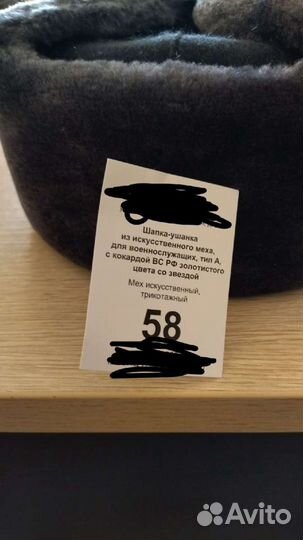 Шапка-ушанка
из искусственного меха,
для военнослужащих, тип А,
с кокардой ВС РФ золотистого
цвета со звездой
Мех искусственный,
трикотажный
58
Avito